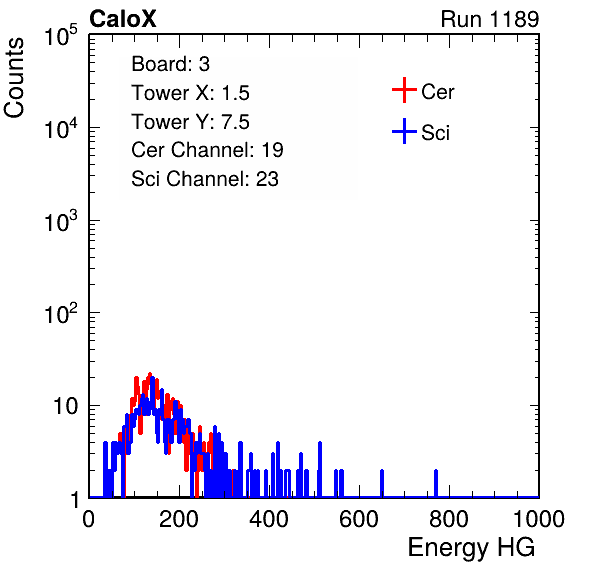 CaloX Run 1189
Counts
Board: 3
Tower X: 1.5
Tower Y: 7.5
Cer Channel: 19
Sci Channel: 23
Cer
Sci
10^5
10^4
10^3
10^2
10
1
0 200 400 600 800 1000
Energy HG